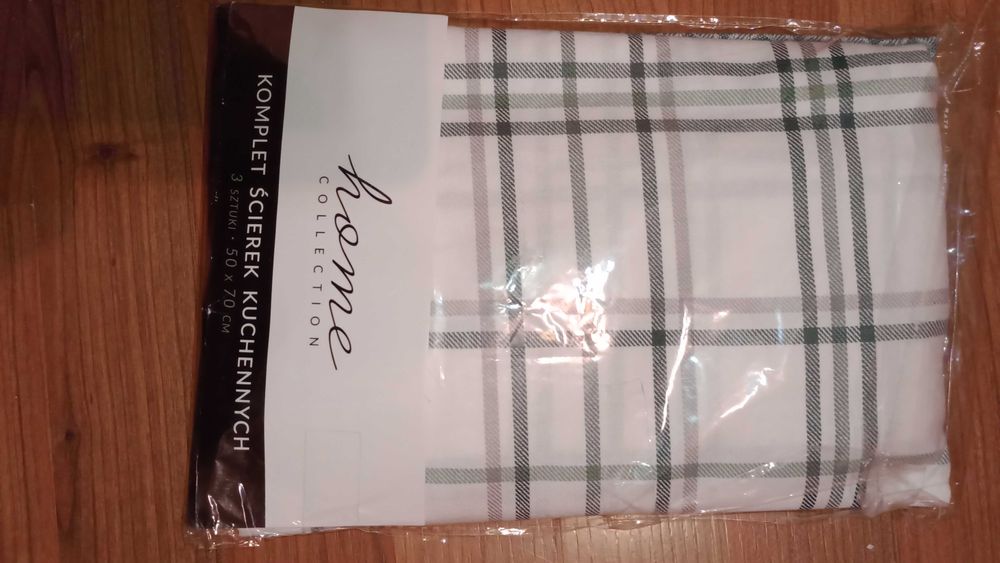 home
COLLECTION
KOMPLET ŚCIEREK KUCHENNYCH
3 SZTUKI · 50 x 70 CM